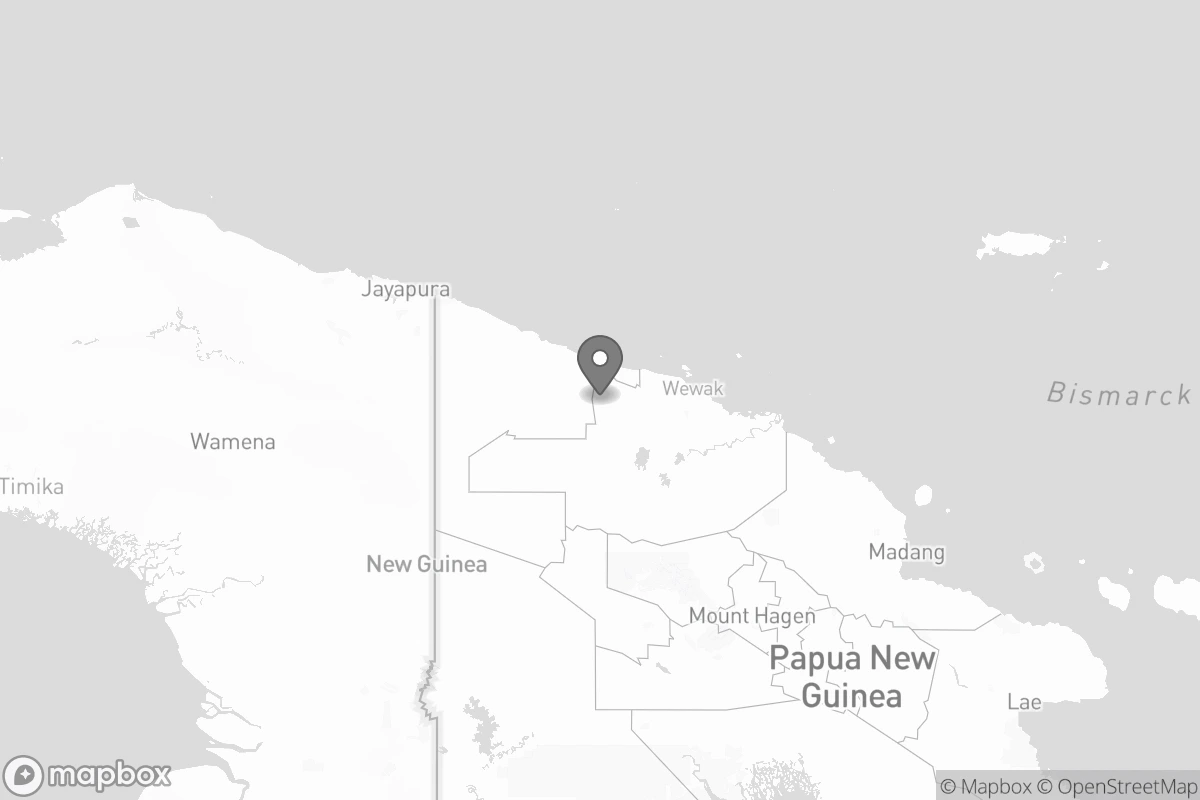 Jayapura
Wewak
Bismarck
Wamena
Timika
Madang
New Guinea
Mount Hagen
Papua New
Guinea
Lae
mapbox
© Mapbox © OpenStreetMap